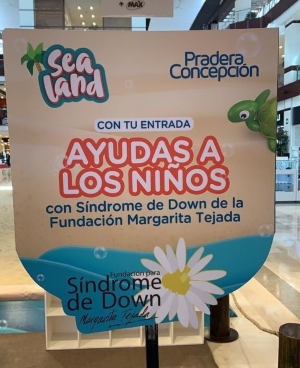 MAX
Sea
land
Pradera
Concepción
CON TU ENTRADA
AYUDAS A
LOS NIÑOS
con Síndrome de Down de la
Fundación Margarita Tejada
Fundación para
Síndrome
de Down
Margarita Tejada